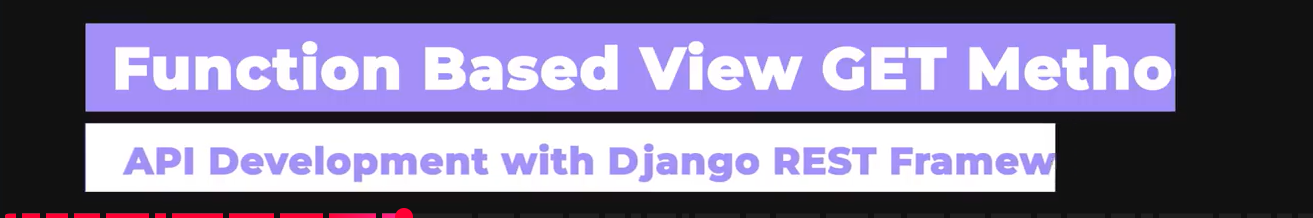 Function Based View GET Metho
API Development with Django REST Framew